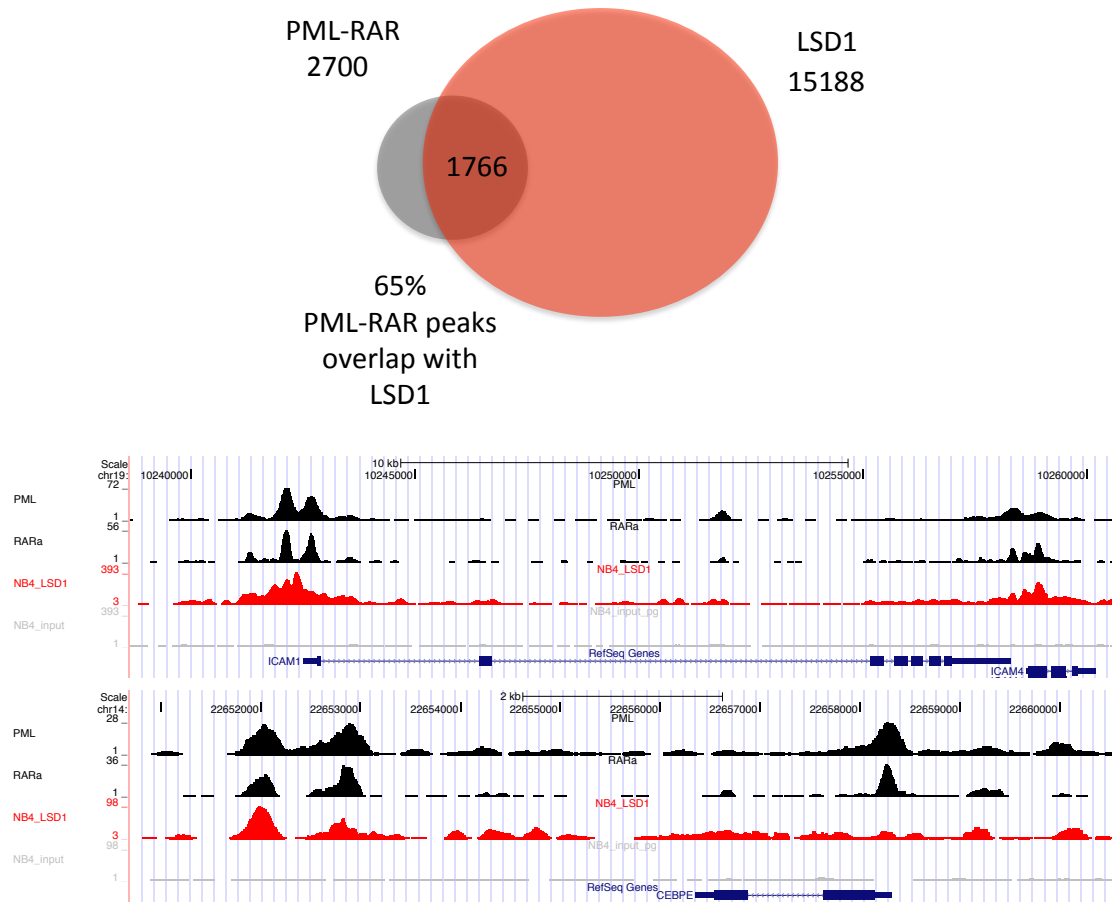 PML-RAR
2700
LSD1
15188
1766
65%
PML-RAR peaks
overlap with
LSD1
Scale
10 kb
chr19:
10240000
10245000
10250000
10255000
10260000
72
PML
PML
1
56
RARa
RARa
1
393
NB4_LSD1
NB4_LSD1
3
393
NB4_input_pg
NB4_input
1
RefSeq Genes
ICAM1
ICAM4
Scale
2 kb
chr14:
22652000
22653000
22654000
22655000
22656000
22657000
22658000
22659000
22660000
28
PML
PML
1
36
RARa
RARa
1
98
NB4_LSD1
NB4_LSD1
3
98
NB4_input_pg
NB4_input
1
RefSeq Genes
CEBPE